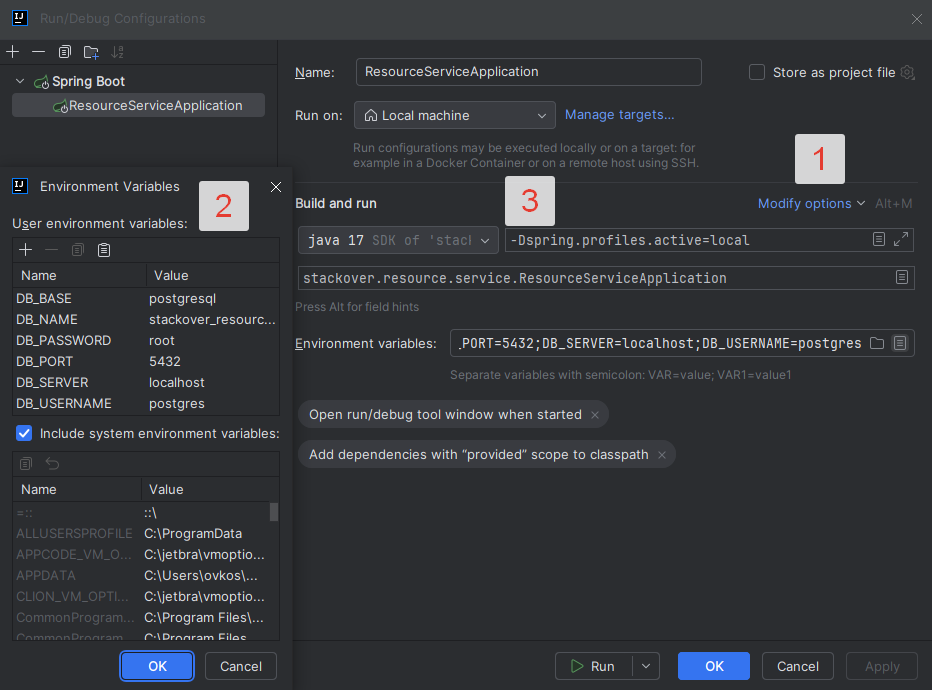 Run/Debug Configurations
Spring Boot
ResourceServiceApplication
Name: ResourceServiceApplication
Store as project file
Run on: Local machine
Manage targets...
Run configurations may be executed locally or on a target: for
example in a Docker Container or on a remote host using SSH.
1
Build and run
3
Modify options Alt+M
java 17 SDK of 'stack
-Dspring.profiles.active=local
stackover.resource.service.ResourceServiceApplication
Press Alt for field hints
Environment variables: PORT=5432;DB_SERVER=localhost;DB_USERNAME=postgres
Separate variables with semicolon: VAR=value; VAR1=value1
Open run/debug tool window when started
Add dependencies with “provided” scope to classpath
Environment Variables
2
User environment variables:
Name Value
DB_BASE postgresql
DB_NAME stackover_resourc...
DB_PASSWORD root
DB_PORT 5432
DB_SERVER localhost
DB_USERNAME postgres
Include system environment variables:
Name Value
=:: ::\
ALLUSERSPROFILE C:\ProgramData
APPCODE_VM_O... C:\jetbra\vmoptio...
APPDATA C:\Users\ovkos\...
CLION_VM_OPTI... C:\jetbra\vmoptio...
CommonProgram... C:\Program Files\...
CommonProgram C:\Program Files
OK Cancel
Run OK Cancel Apply